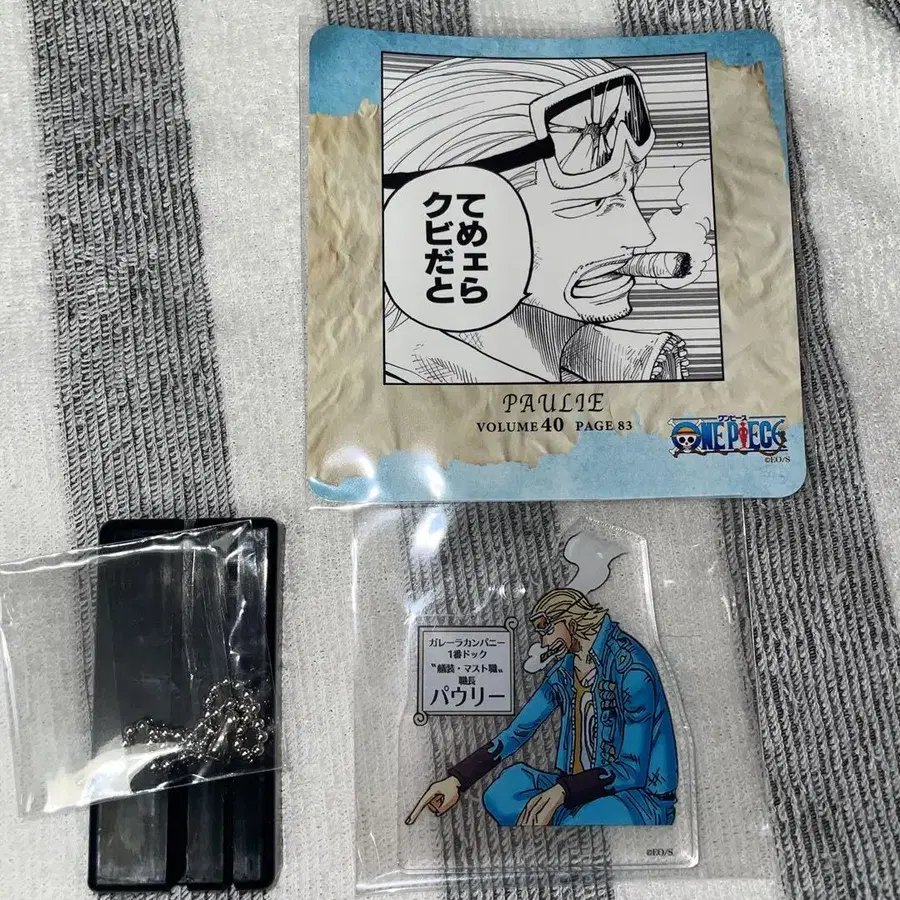 てめェら
クビだと
PAULIE
VOLUME 40 PAGE 83
ワンピース
ONE PIECE
©EO/S
ガレーラカンパニー
1番ドック
〝艤装・マスト職〟
職長
パウリー
©EO/S